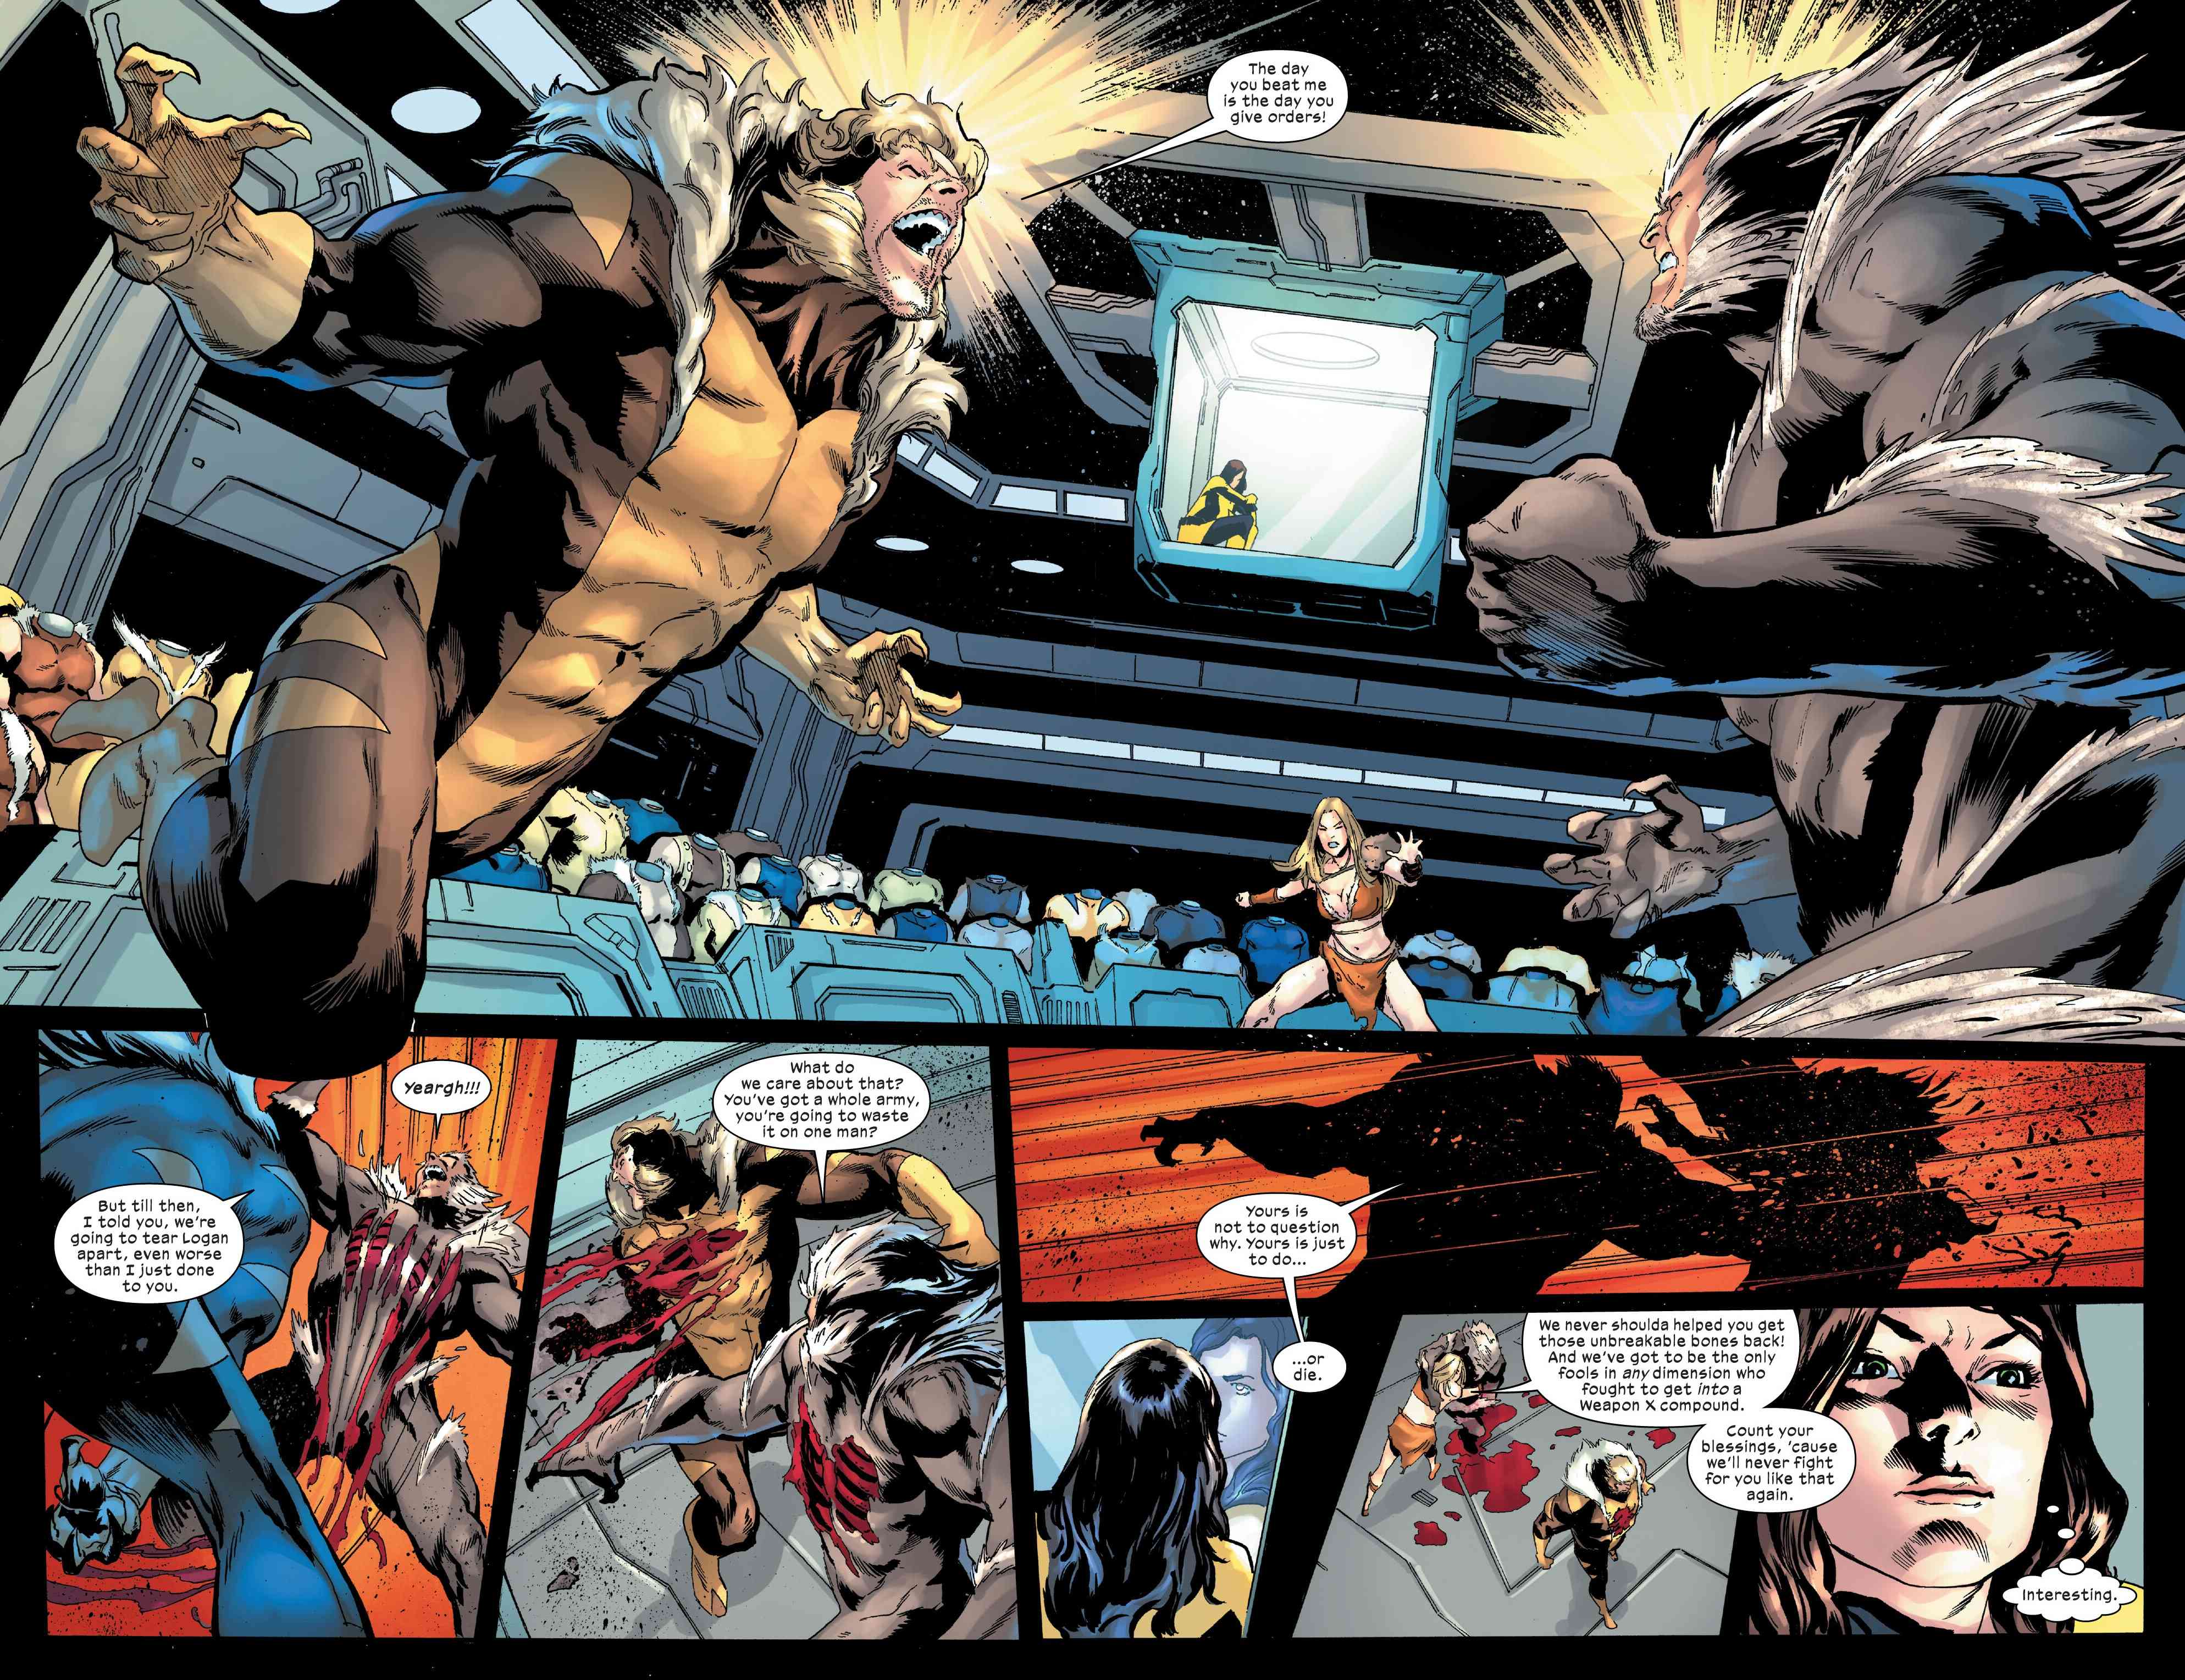 The day
you beat me
is the day you
give orders!
Yeargh!!!
But till then,
I told you, we're
going to tear Logan
apart, even worse
than I just done
to you.
What do
we care about that?
You've got a whole army,
you're going to waste
it on one man?
Yours is
not to question
why. Yours is just
to do...
...or
die.
We never shoulda helped you get
those unbreakable bones back!
And we've got to be the only
fools in any dimension who
fought to get into a
Weapon X compound.
Count your
blessings, 'cause
we'll never fight
for you like that
again.
Interesting.